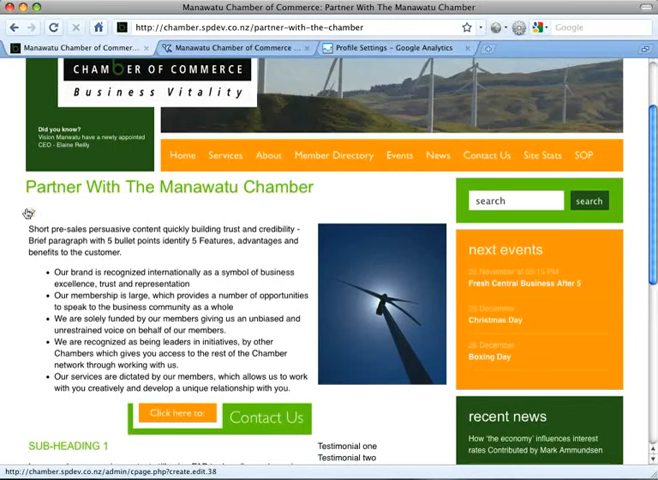 Manawatu Chamber of Commerce: Partner With The Manawatu Chamber
http://chamber.spdev.co.nz/partner-with-the-chamber
Google
Manawatu Chamber of Commer...
Manawatu Chamber of Commerce ...
Profile Settings - Google Analytics
CHAMBER OF COMMERCE
Business Vitality
Did you know?
Vision Manwatu have a newly appointed
CEO - Elaine Reilly
Home Services About Member Directory Events News Contact Us Site Stats SOP
Partner With The Manawatu Chamber
Short pre-sales persuasive content quickly building trust and credibility -
Brief paragraph with 5 bullet points identify 5 Features, advantages and
benefits to the customer.
Our brand is recognized internationally as a symbol of business
excellence, trust and representation
Our membership is large, which provides a number of opportunities
to speak to the business community as a whole
We are solely funded by our members giving us an unbiased and
unrestrained voice on behalf of our members.
We are recognized as being leaders in initiatives, by other
Chambers which gives you access to the rest of the Chamber
network through working with us.
Our services are dictated by our members, which allows us to work
with you creatively and develop a unique relationship with you.
Click here to: Contact Us
SUB-HEADING 1
Testimonial one
Testimonial two
search search
next events
26 November at 05:15 PM
Fresh Central Business After 5
25 December
Christmas Day
26 December
Boxing Day
recent news
How 'the economy' influences interest
rates Contributed by Mark Ammundsen
http://chamber.spdev.co.nz/admin/cpage.php?create.edit.38